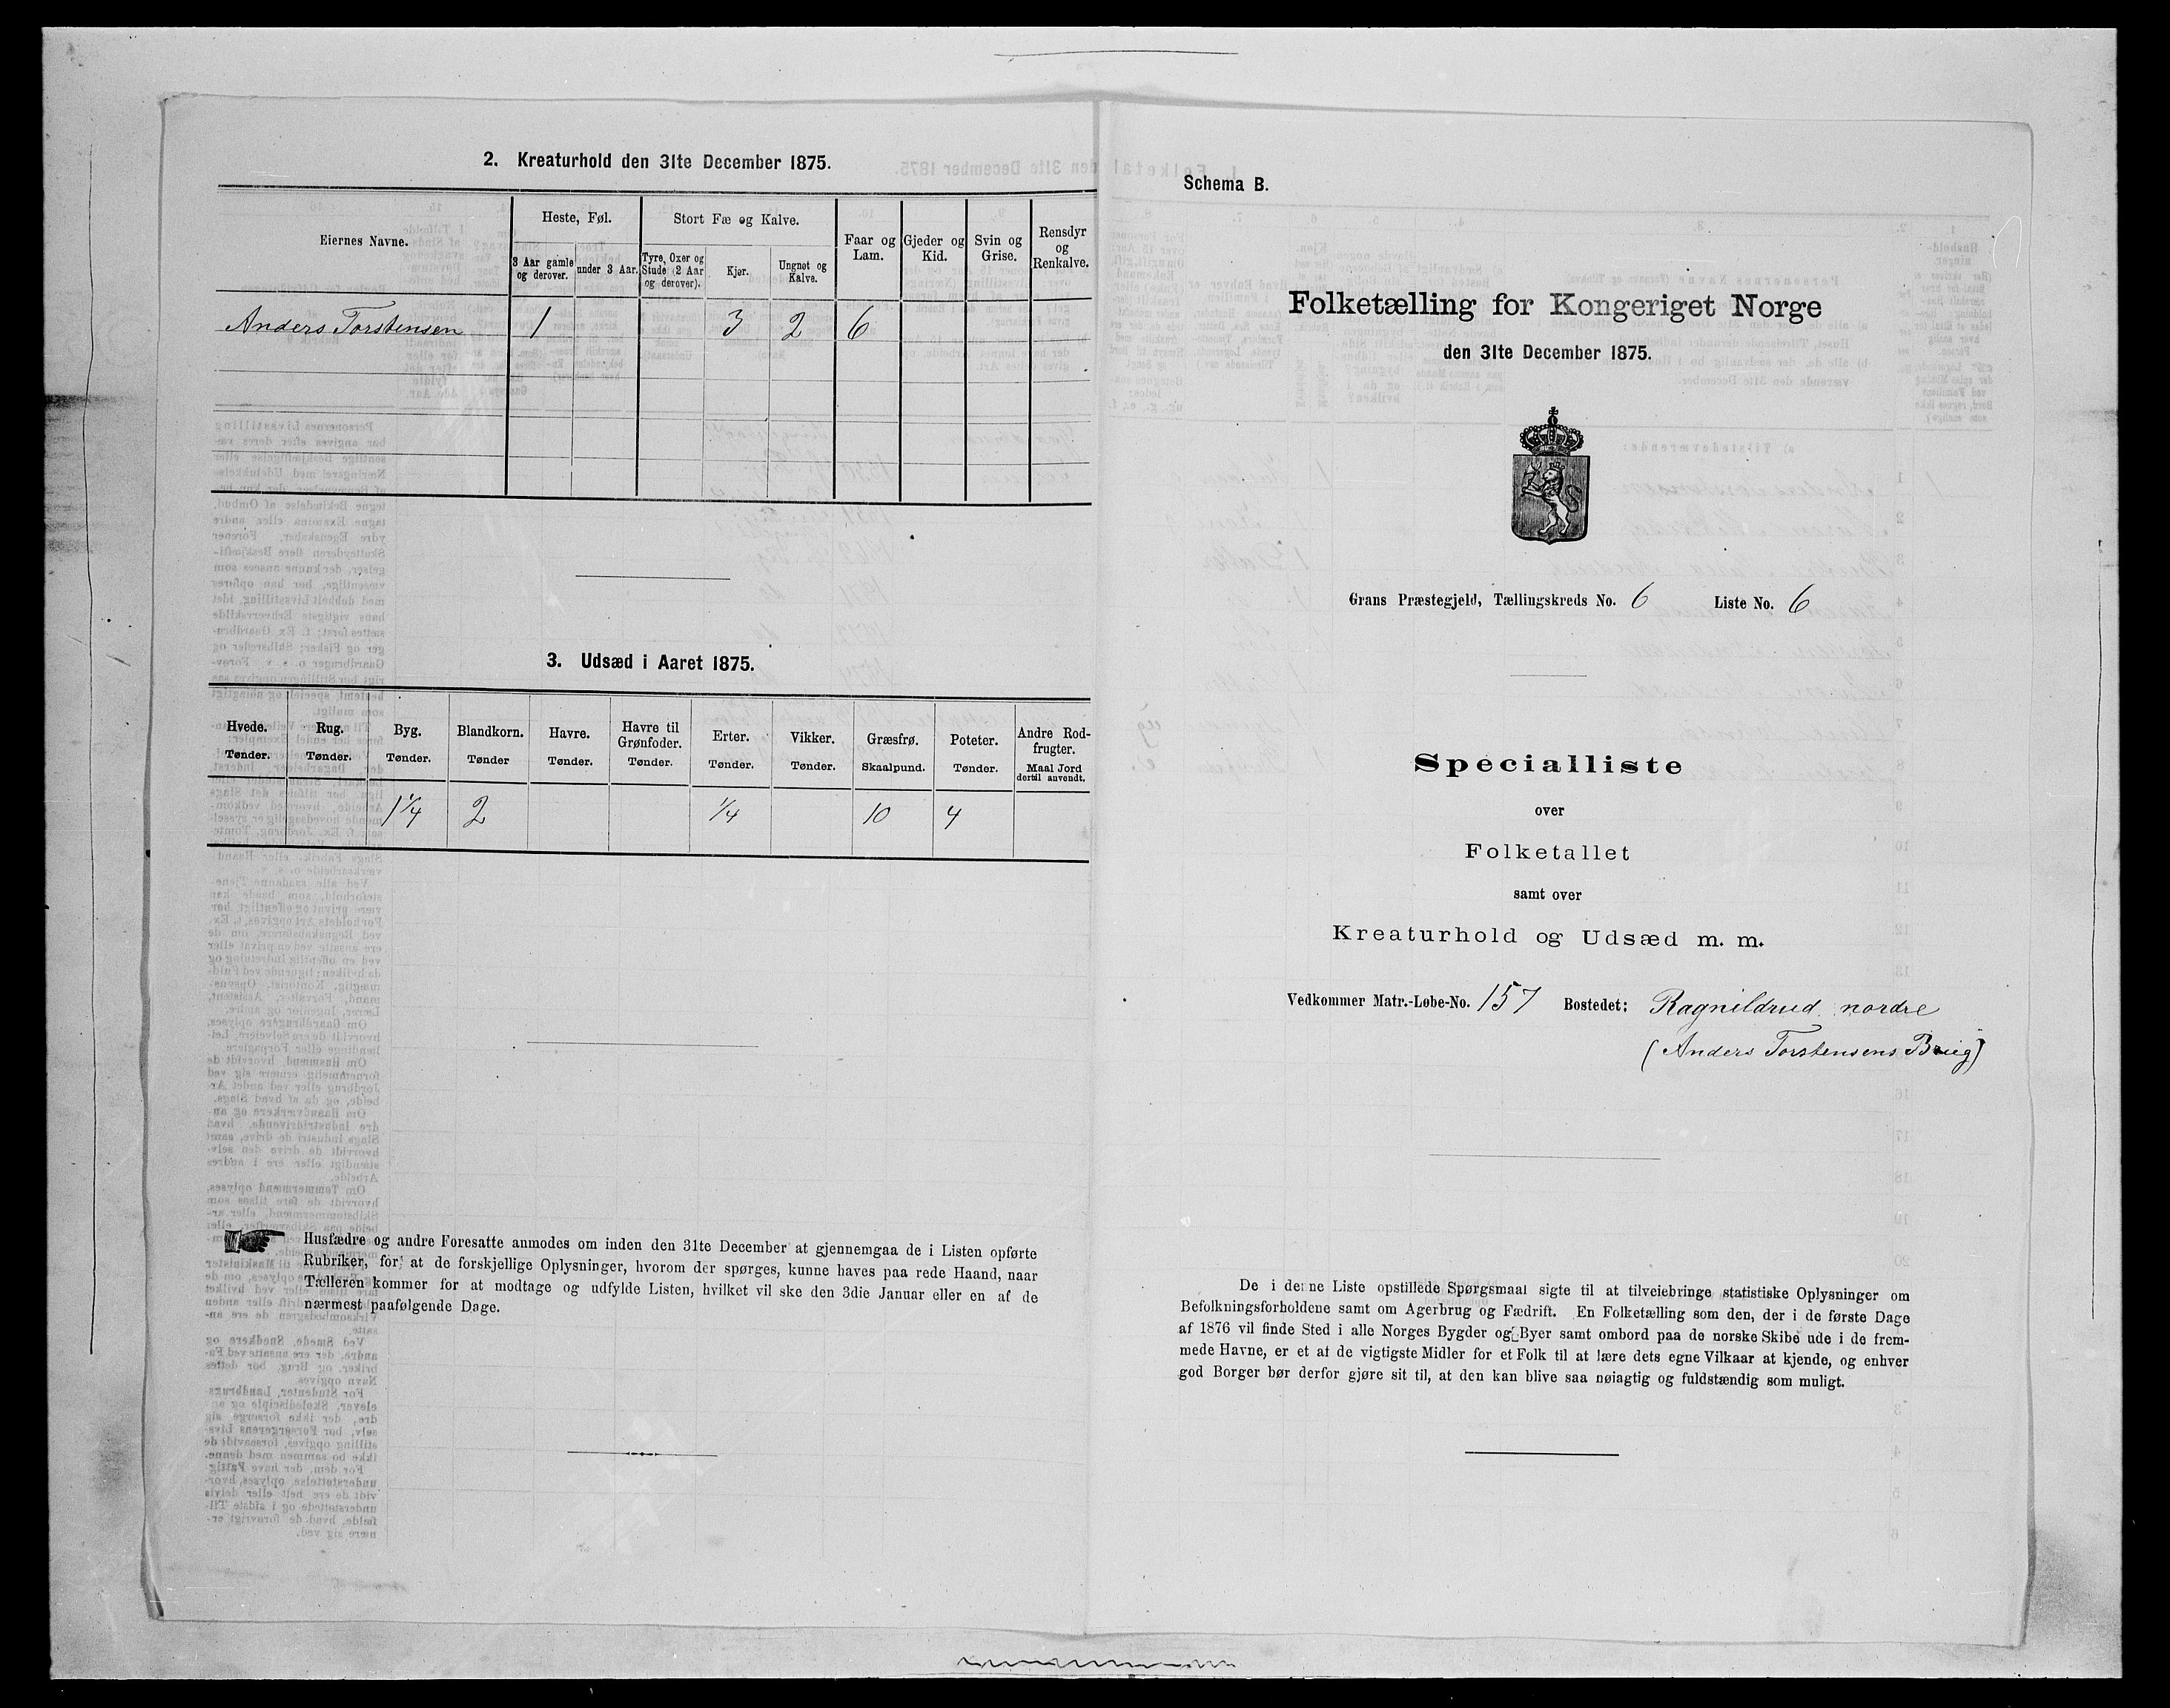 2. Kreaturhold den 31te December 1875.
Eiernes Navne.
Heste, Føl.
Stort Fæ og Kalve.
Faar og Lam.
Gjeder og Kid.
Svin og Grise.
Rensdyr og Renkalve.
3 Aar gamle og derover.
under 3 Aar.
Tyre, Oxer og Stude (2 Aar og derover).
Kjør.
Ungnøt og Kalve.
Anders Torstensen 1 3 2 6
3. Udsæd i Aaret 1875.
Hvede. Rug. Byg. Blandkorn. Havre. Havre til Grønfoder. Erter. Vikker. Græsfrø. Poteter. Andre Rodfrugter.
Tønder. Tønder. Tønder. Tønder Tønder. Tønder. Tønder. Tønder. Skaalpund. Tønder. Maal Jord dertil anvendt.
1 1/4 2 1/4 10 4
Husfædre og andre Foresatte anmodes om inden den 31te December at gjennemgaa de i Listen opførte
Rubriker, for at de forskjellige Oplysninger, hvorom der spørges, kunne haves paa rede Haand, naar
Tælleren kommer for at modtage og udfylde Listen, hvilket vil ske den 3die Januar eller en af de
nærmest paafølgende Dage.
Schema B.
Folketælling for Kongeriget Norge
den 31te December 1875.
Grans Præstegjeld, Tællingskreds No. 6 Liste No. 6
Specialliste
over
Folketallet
samt over
Kreaturhold og Udsæd m. m.
Vedkommer Matr.-Løbe-No. 157 Bostedet: Ragnildrud nordre
(Anders Torstensens Brug)
De i denne Liste opstillede Spørgsmaal sigte til at tilveiebringe statistiske Oplysninger om
Befolkningsforholdene samt om Agerbrug og Fædrift. En Folketælling som den, der i de første Dage
af 1876 vil finde Sted i alle Norges Bygder og Byer samt ombord paa de norske Skibe ude i de frem-
mede Havne, er et af de vigtigste Midler for et Folk til at lære dets egne Vilkaar at kjende, og enhver
god Borger bør derfor gjøre sit til, at den kan blive saa nøiagtig og fuldstændig som muligt.